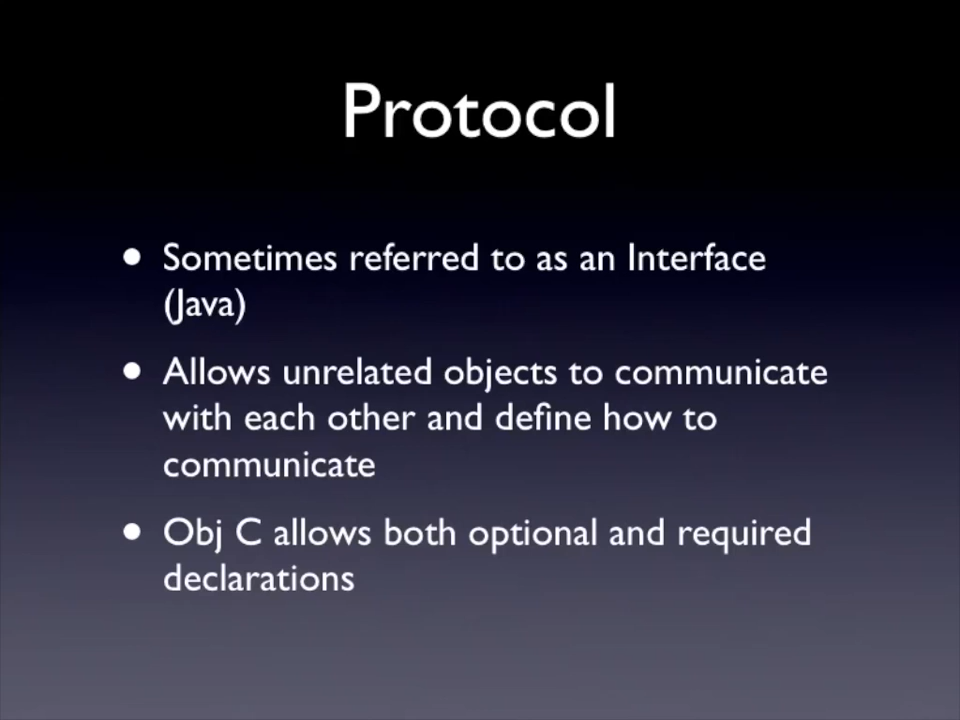 Protocol
• Sometimes referred to as an Interface
(Java)
• Allows unrelated objects to communicate
with each other and define how to
communicate
• Obj C allows both optional and required
declarations